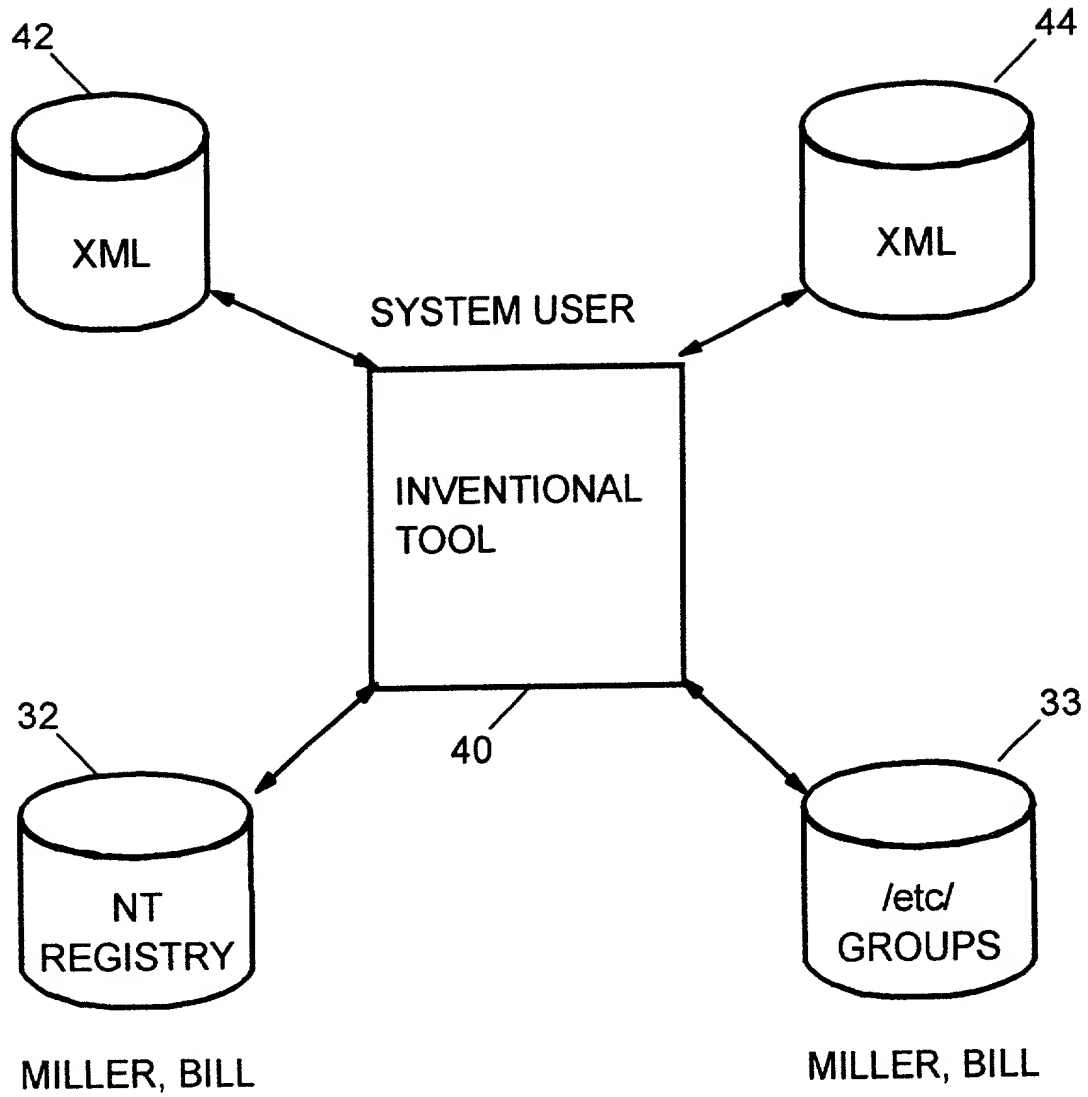 42
44
XML
XML
SYSTEM USER
INVENTIONAL
TOOL
32
40
33
NT
REGISTRY
/etc/
GROUPS
MILLER, BILL
MILLER, BILL